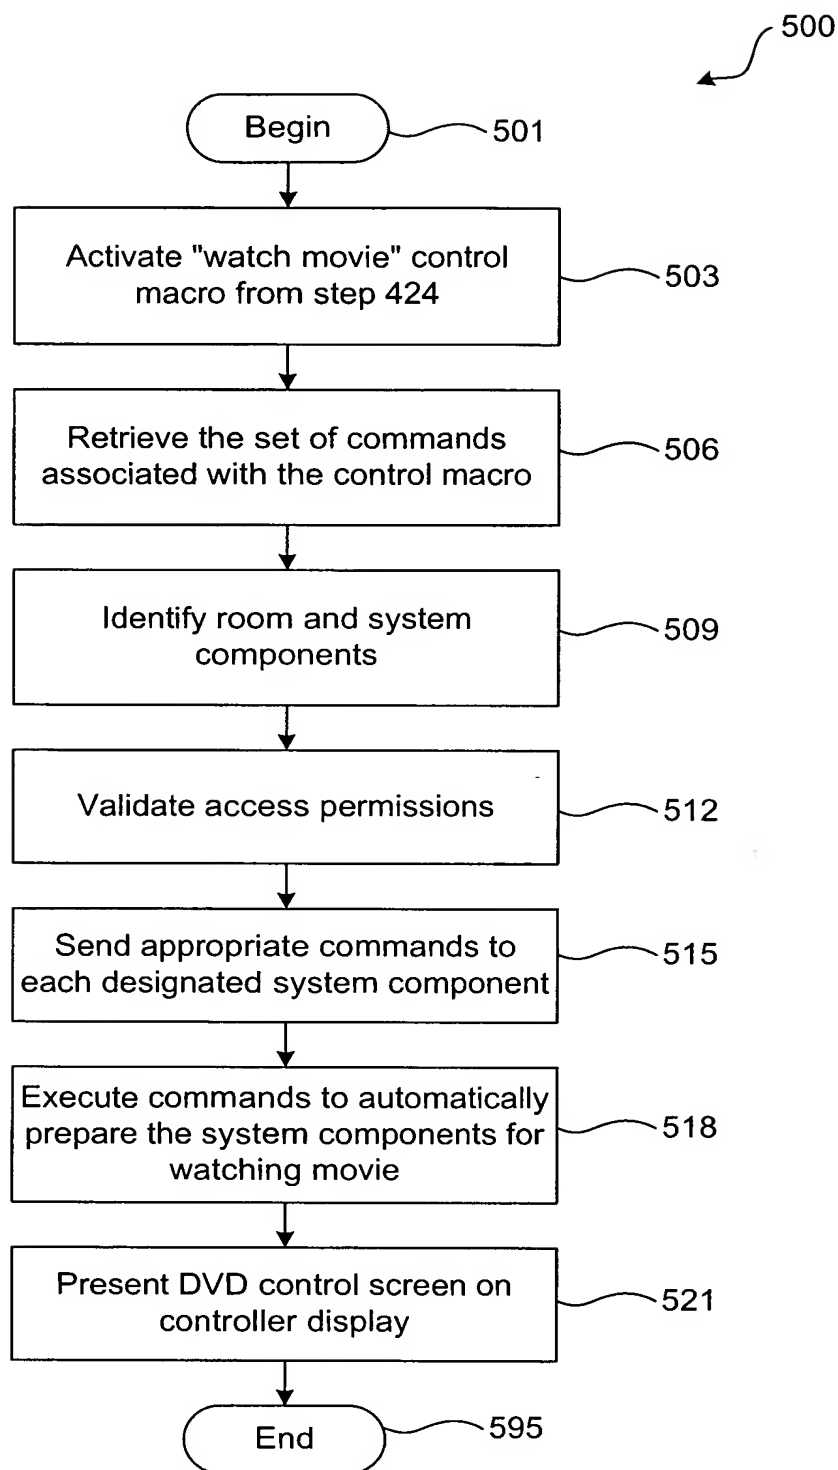 500
Begin
501
Activate "watch movie" control
macro from step 424
503
Retrieve the set of commands
associated with the control macro
506
Identify room and system
components
509
Validate access permissions
512
Send appropriate commands to
each designated system component
515
Execute commands to automatically
prepare the system components for
watching movie
518
Present DVD control screen on
controller display
521
End
595